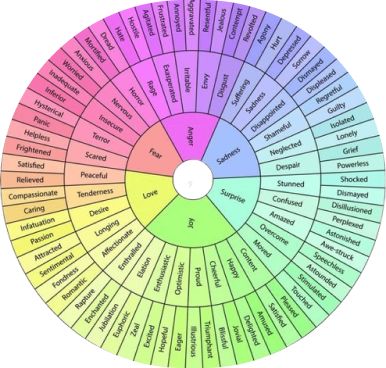 Anger
Sadness
Surprise
Joy
Love
Fear
Rage
Exasperated
Irritable
Envy
Disgust
Suffering
Sadness
Disappointed
Shameful
Neglected
Despair
Stunned
Confused
Amazed
Overcome
Moved
Content
Happy
Cheerful
Proud
Optimistic
Enthusiastic
Elation
Enthralled
Affectionate
Longing
Desire
Tenderness
Peaceful
Scared
Terror
Insecure
Nervous
Horror
Hate
Hostile
Agitated
Frustrated
Annoyed
Aggravated
Resentful
Jealous
Contempt
Revolted
Agony
Hurt
Depressed
Sorrow
Dismayed
Displeased
Regretful
Guilty
Isolated
Lonely
Grief
Powerless
Shocked
Dismayed
Disillusioned
Perplexed
Astonished
Awe-struck
Speechless
Astounded
Stimulated
Touched
Pleased
Satisfied
Amused
Delighted
Jovial
Blissful
Triumphant
Illustrious
Eager
Hopeful
Excited
Zeal
Euphoric
Jubilation
Enchanted
Rapture
Romantic
Fondness
Sentimental
Attracted
Passion
Infatuation
Caring
Compassionate
Relieved
Satisfied
Frightened
Helpless
Panic
Hysterical
Inferior
Inadequate
Worried
Anxious
Mortified
Dread